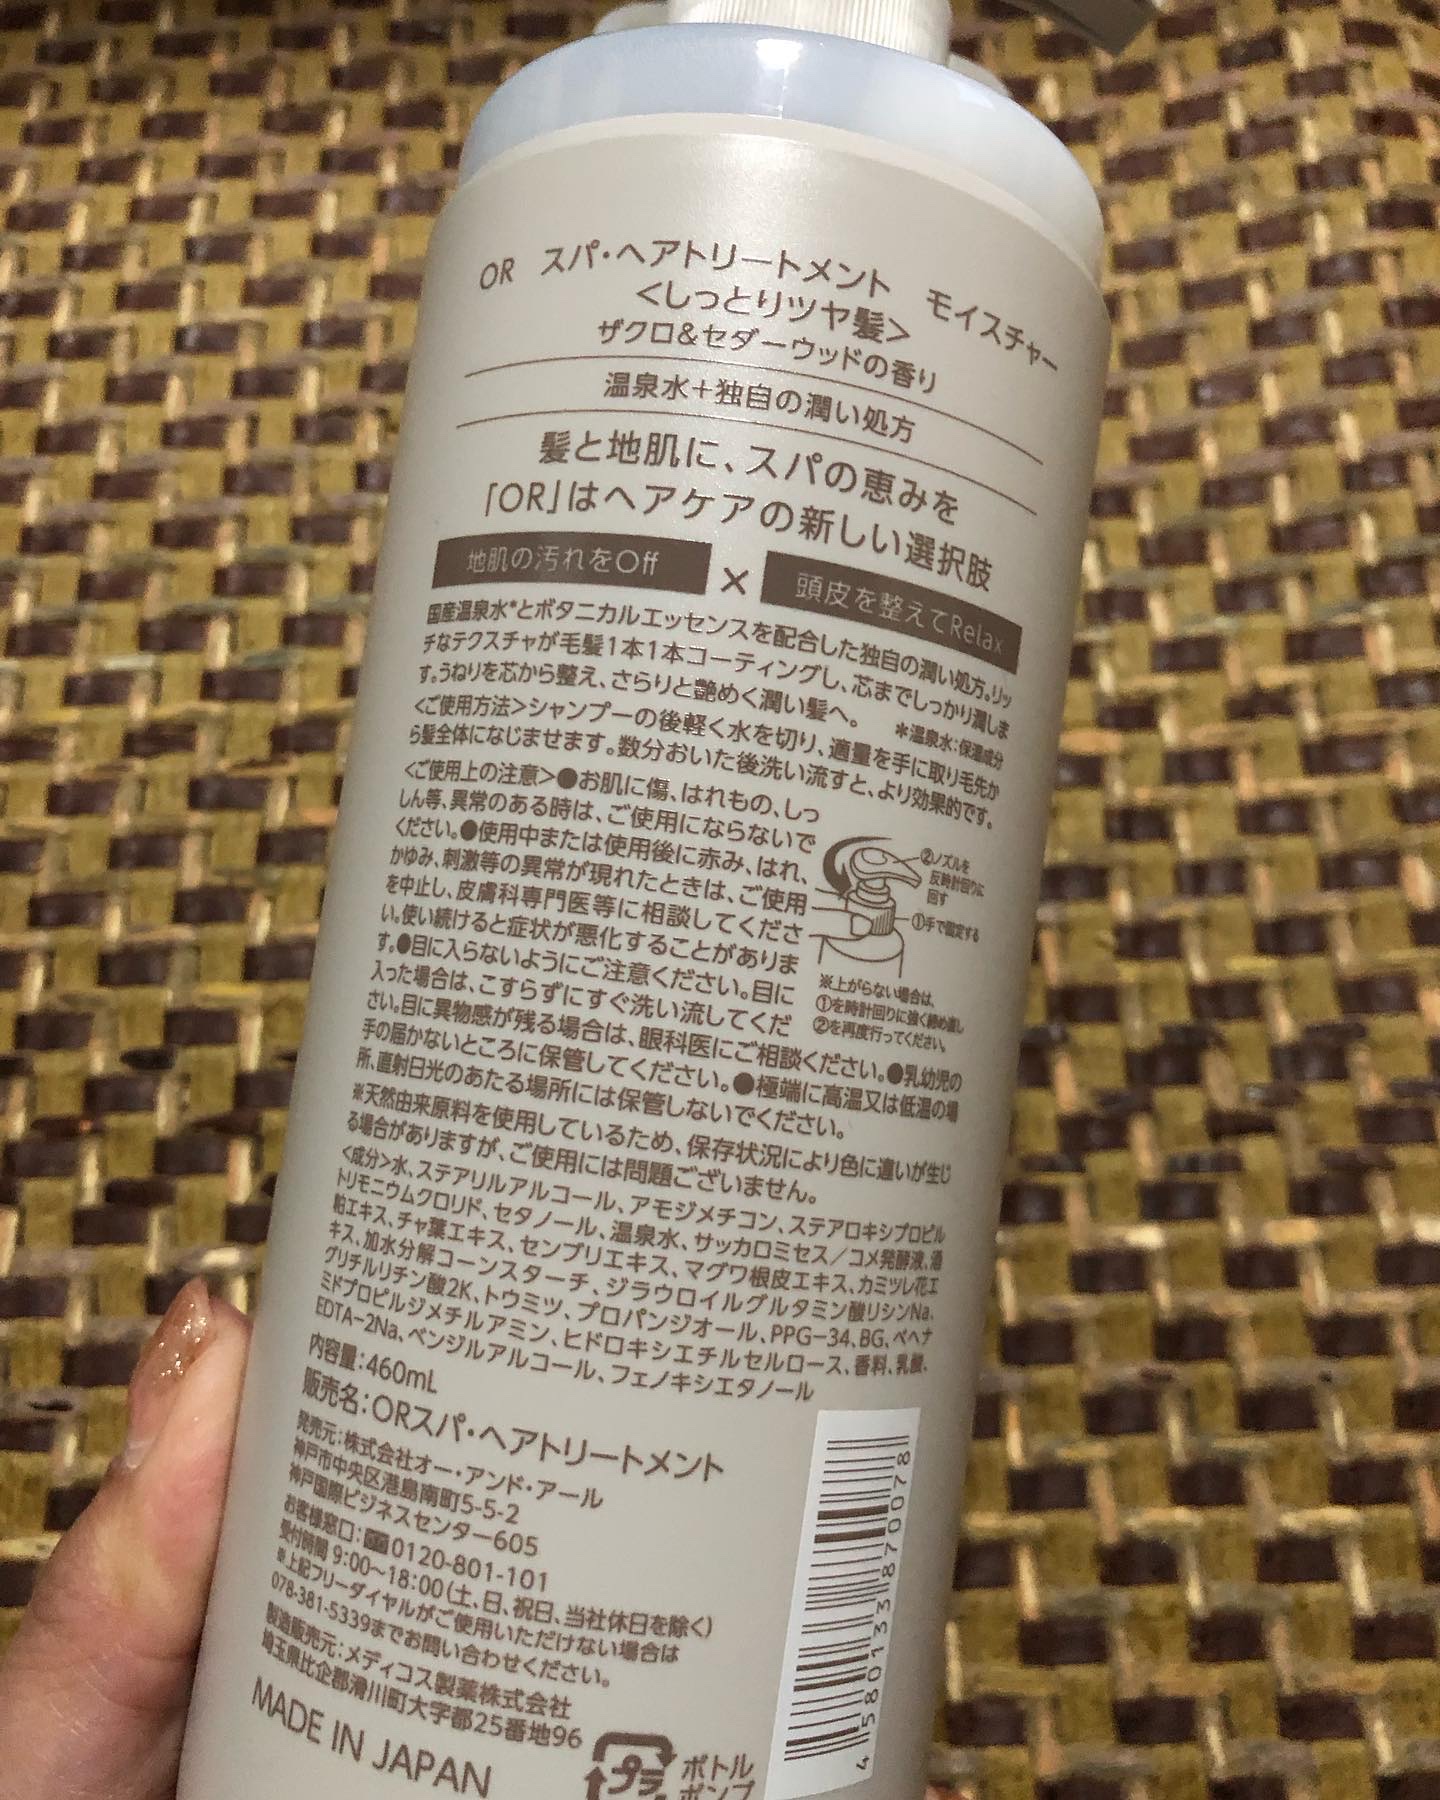 OR スパ・ヘアトリートメント モイスチャー
<しっとりツヤ髪>
ザクロ&セダーウッドの香り
温泉水+独自の潤い処方
髪と地肌に、スパの恵みを
「OR」はヘアケアの新しい選択肢
地肌の汚れをOff × 頭皮を整えてRelax
国産温泉水*とボタニカルエッセンスを配合した独自の潤い処方。リッ
チなテクスチャが毛髪1本1本コーティングし、芯までしっかり潤しま
す。うねりを芯から整え、さらりと艶めく潤い髪へ。 *温泉水:保湿成分
<ご使用方法>シャンプーの後軽く水を切り、適量を手に取り毛先か
ら髪全体になじませます。数分おいた後洗い流すと、より効果的です。
<ご使用上の注意>●お肌に傷、はれもの、しっ
しん等、異常のある時は、ご使用にならないで
ください。●使用中または使用後に赤み、はれ、
かゆみ、刺激等の異常が現れたときは、ご使用
を中止し、皮膚科専門医等に相談してくださ
い。使い続けると症状が悪化することがありま
す。●目に入らないようにご注意ください。目に
入った場合は、こすらずにすぐ洗い流してくだ
さい。目に異物感が残る場合は、眼科医にご相談ください。●乳幼児の
手の届かないところに保管してください。●極端に高温又は低温の場
所、直射日光のあたる場所には保管しないでください。
②ノズルを
反時計回りに
回す
①手で固定する
※上がらない場合は、
①を時計回りに強く締め直し
②を再度行ってください。
※天然由来原料を使用しているため、保存状況により色に違いが生じ
る場合がありますが、ご使用には問題ございません。
<成分>水、ステアリルアルコール、アモジメチコン、ステアロキシプロピル
トリモニウムクロリド、セタノール、温泉水、サッカロミセス/コメ発酵液、酒
粕エキス、チャ葉エキス、センブリエキス、マグワ根皮エキス、カミツレ花エ
キス、加水分解コーンスターチ、ジラウロイルグルタミン酸リシンNa、
グリチルリチン酸2K、トウミツ、プロパンジオール、PPG-34、BG、ベヘナ
ミドプロピルジメチルアミン、ヒドロキシエチルセルロース、香料、乳酸、
EDTA-2Na、ベンジルアルコール、フェノキシエタノール
内容量:460mL
販売名:ORスパ・ヘアトリートメント
発売元:株式会社オー・アンド・アール
神戸市中央区港島南町5-5-2
神戸国際ビジネスセンター605
お客様窓口:0120-801-101
受付時間 9:00~18:00(土、日、祝日、当社休日を除く)
※上記フリーダイヤルがご使用いただけない場合は
078-381-5339までお問い合わせください。
製造販売元:メディコス製薬株式会社
埼玉県比企郡滑川町大字都25番地96
MADE IN JAPAN
プラ
ボトル
ポンプ
4 580133 870078